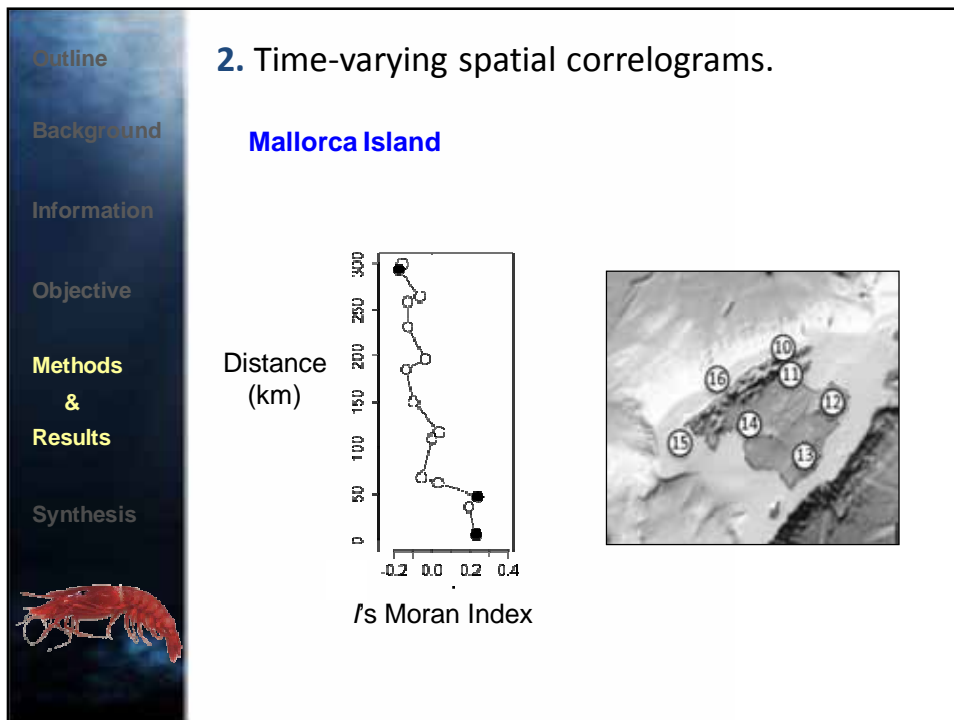 Outline
Background
Information
Objective
Methods
&
Results
Synthesis
2. Time-varying spatial correlograms.
Mallorca Island
Distance
(km)
300
250
200
150
100
50
0
-0.2 0.0 0.2 0.4
I's Moran Index
10
11
16
12
14
15
13